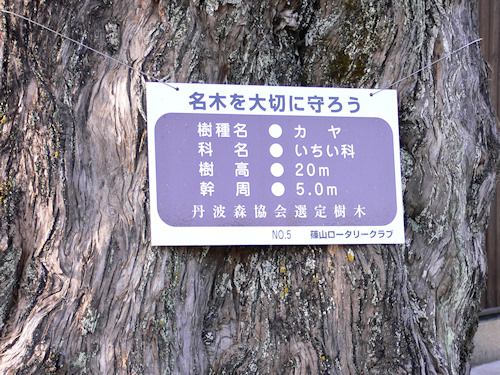 名木を大切に守ろう
樹種名 ● カヤ
科名 ● いちい科
樹高 ● 20m
幹周 ● 5.0m
丹波森協会選定樹木
NO.5 篠山ロータリークラブ